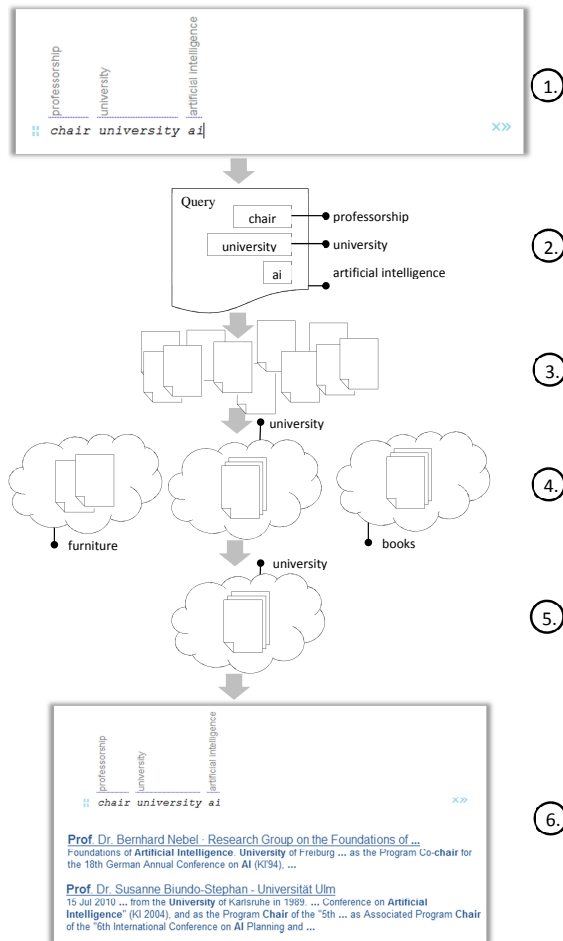 professorship
university
artificial intelligence
chair university ai
×»
1.
Query
chair
professorship
university
university
2.
ai
artificial intelligence
3.
university
4.
furniture
books
university
5.
professorship
university
artificial intelligence
chair university ai
×»
6.
Prof. Dr. Bernhard Nebel · Research Group on the Foundations of ...
Foundations of Artificial Intelligence. University of Freiburg ... as the Program Co-chair for
the 18th German Annual Conference on AI (KI'94), ...
Prof. Dr. Susanne Biundo-Stephan - Universität Ulm
15 Jul 2010 ... from the University of Karlsruhe in 1989. ... Conference on Artificial
Intelligence" (KI 2004), and as the Program Chair of the "5th ... as Associated Program Chair
of the "6th International Conference on AI Planning and ...